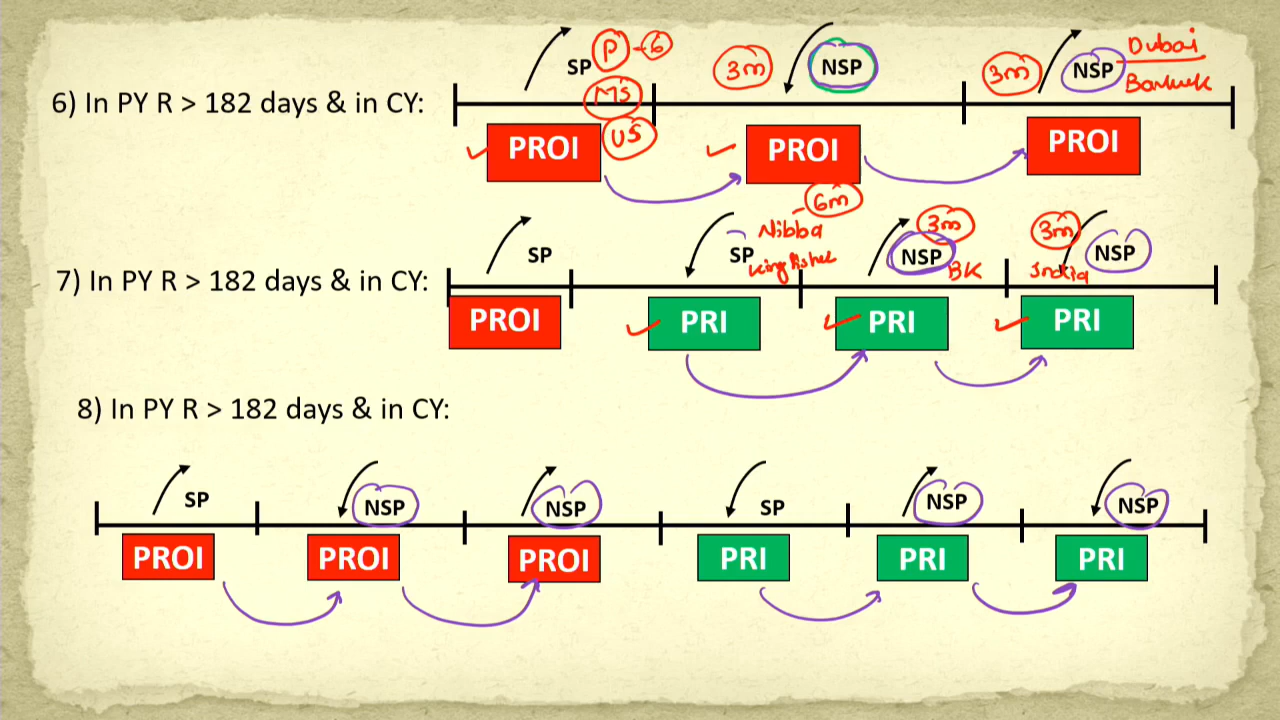 6) In PY R > 182 days & in CY:
SP P - 6
MS
US
3m NSP
3m NSP Dubai
PROI PROI PROI
6m
7) In PY R > 182 days & in CY:
SP
SP Nibba
NSP 3m
BK
3m NSP
India
PROI PRI PRI PRI
8) In PY R > 182 days & in CY:
SP NSP NSP SP NSP NSP
PROI PROI PROI PRI PRI PRI